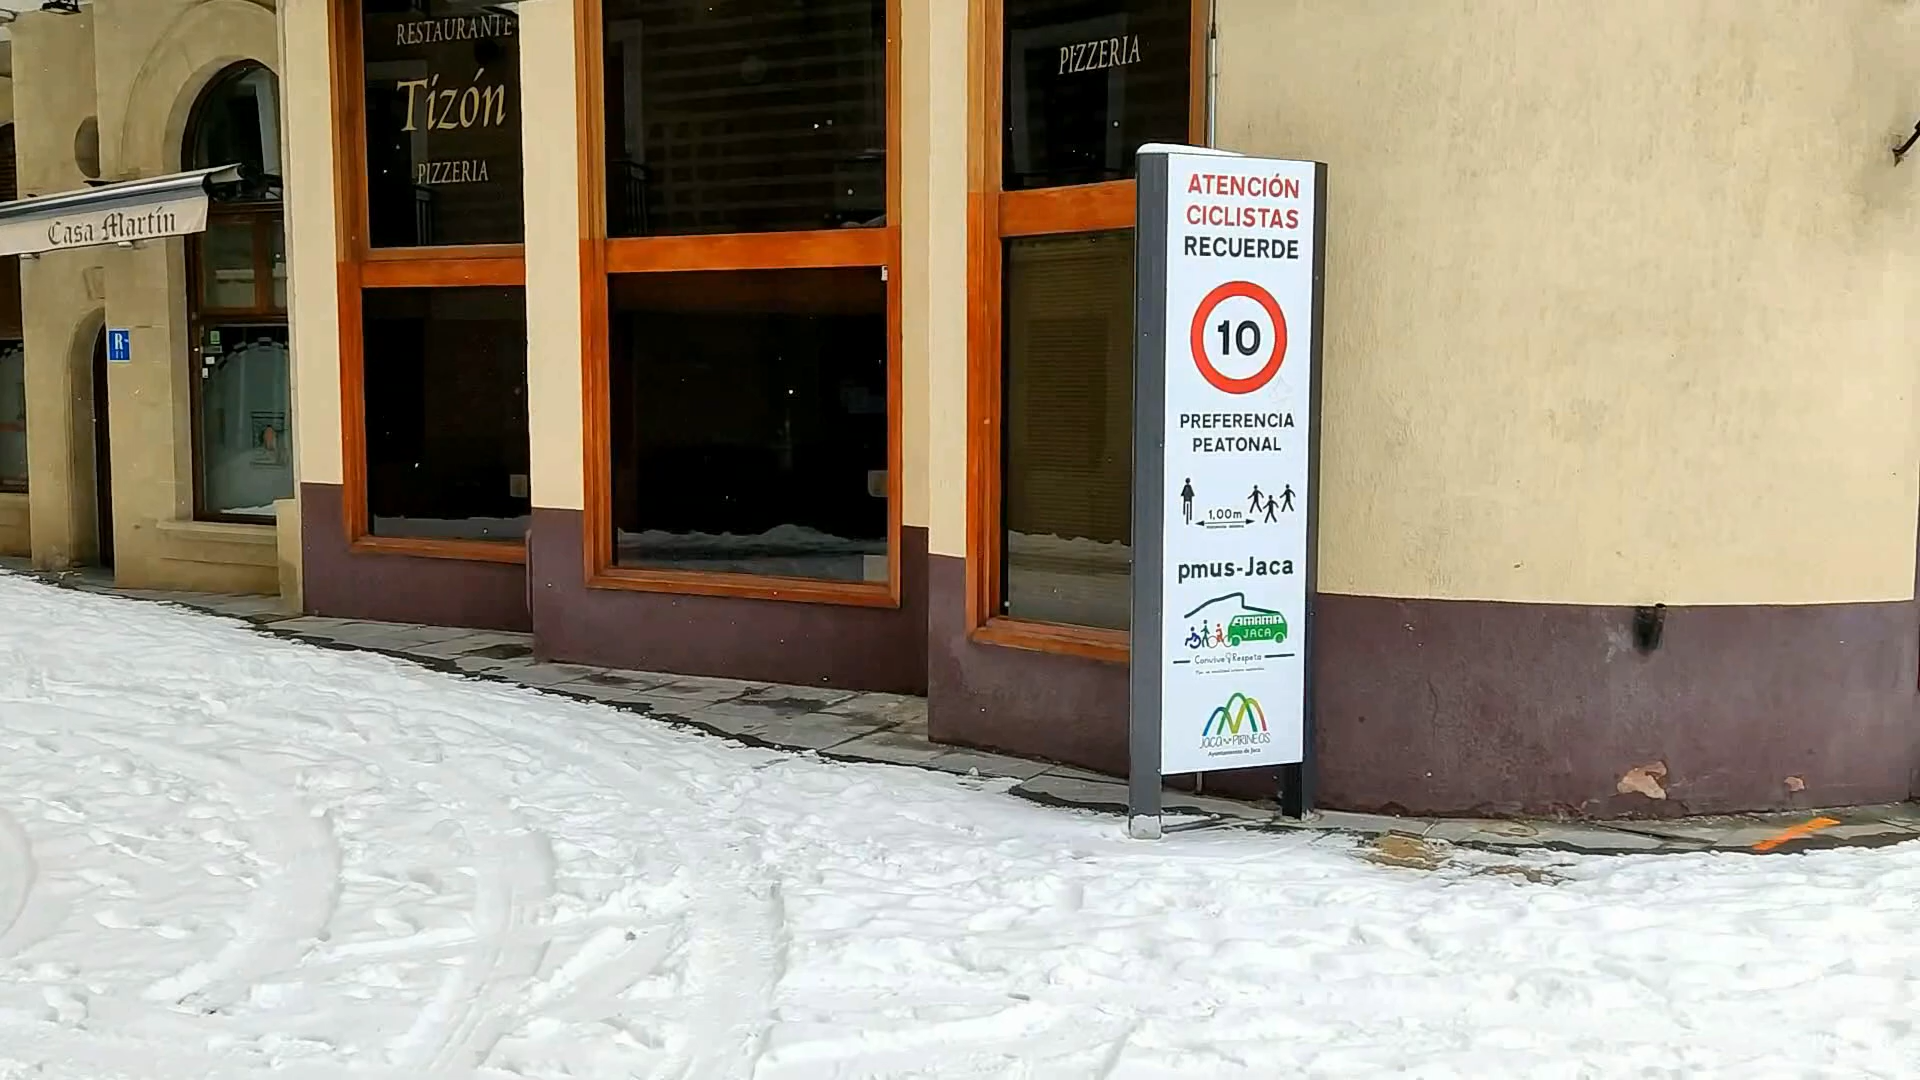 RESTAURANTE
Tizón
PIZZERIA
PIZZERIA
Casa Martín
R
ATENCIÓN
CICLISTAS
RECUERDE
10
PREFERENCIA
PEATONAL
1,00m
pmus-Jaca
AMAMA
JACA
Convive y Respeta
JACA PIRINEOS
Ayuntamiento de Jaca